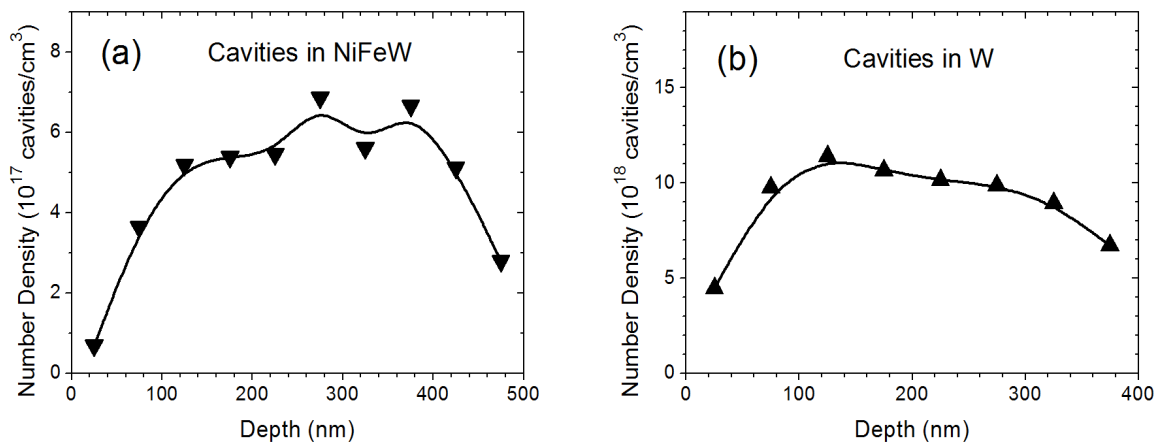 (a) Cavities in NiFeW
Number Density (10^17 cavities/cm^3)
8
6
4
2
0
0 100 200 300 400 500
Depth (nm)
(b) Cavities in W
Number Density (10^18 cavities/cm^3)
15
10
5
0
0 100 200 300 400
Depth (nm)